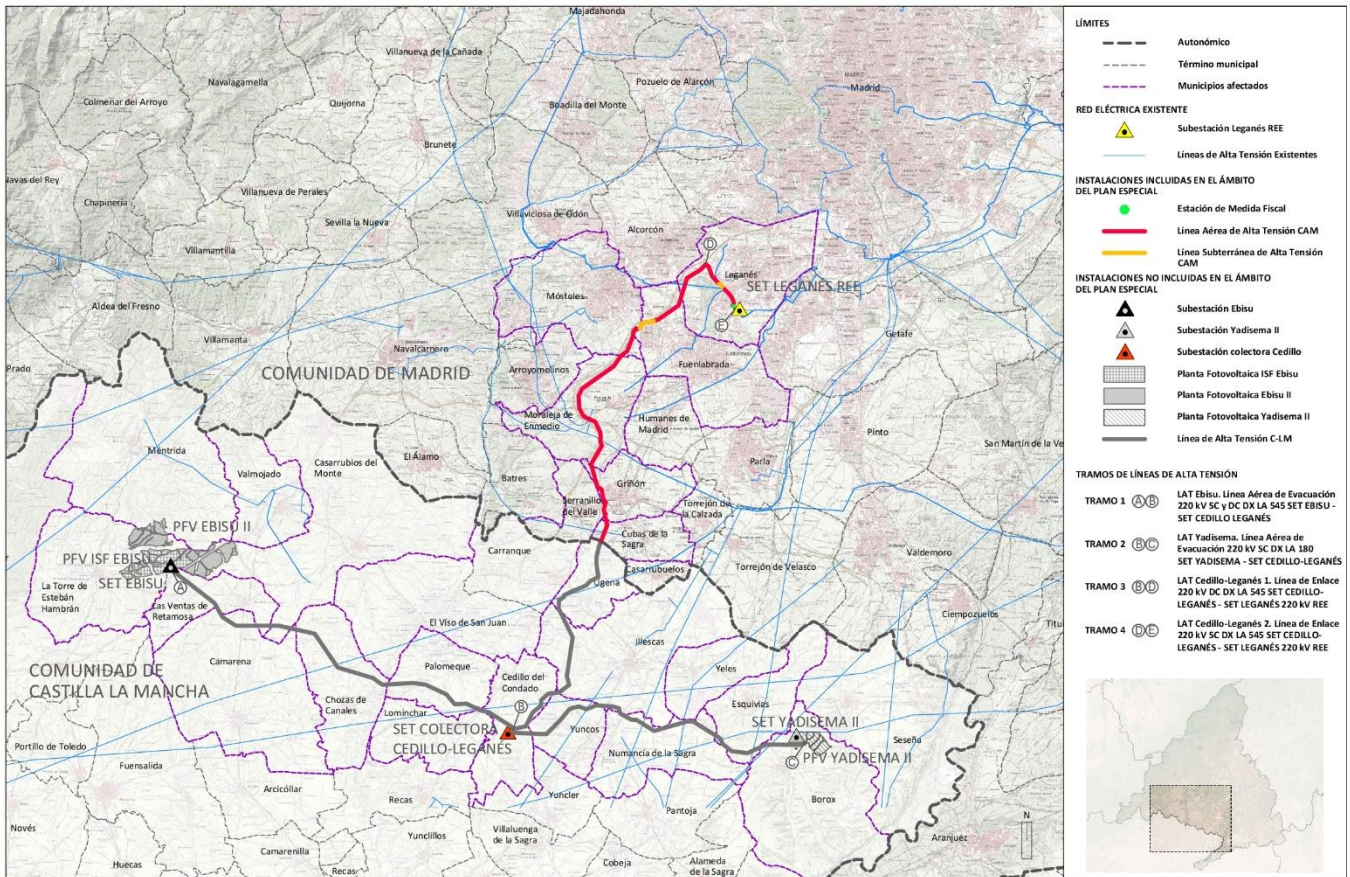 Majadahonda
Villanueva de la Cañada
Navalagamella
Pozuelo de Alarcón
Madrid
Colmenar del Arroyo
Quijorna
Boadilla del Monte
Brunete
Navas del Rey
Villanueva de Perales
Chapinería
Sevilla la Nueva
Villaviciosa de Odón
Alcorcón
Villamantilla
D
Leganés
SET LEGANÉS REE
Móstoles
Aldea del Fresno
E
Getafe
Villamanta
Navalcarnero
Prado
COMUNIDAD DE MADRID
Arroyomolinos
Fuenlabrada
Moraleja de
Enmedio
Humanes de
Madrid
Pinto
San Martín de la Ve
Mentrida
Casarrubios del
Monte
El Álamo
Parla
Valmojado
Batres
Griñón
Serranillo
del Valle
Torrejón de
la Calzada
PFV EBISU II
Cubas de la
Sagra
Carranque
Valdemoro
PFV ISF EBISU
Casarrubuelos
Torrejón de Velasco
SET EBISU
A
Ugena
La Torre de
Esteban
Hambrán
Las Ventas de
Retamosa
Ciempozuelos
Titu
El Viso de San Juan
Illescas
Camarena
Palomeque
Yeles
COMUNIDAD DE
CASTILLA LA MANCHA
Cedillo del
Condado
Chozas de
Canales
B
Esquivias
Lominchar
SET YADISEMA II
SET COLECTORA
CEDILLO-LEGANÉS
Yuncos
Seseña
Portillo de Toledo
Numancia de la Sagra
C
PFV YADISEMA II
Fuensalida
Arcicóllar
Borox
Recas
Yuncler
Pantoja
Novés
Yunclillos
Villaluenga de
la Sagra
Aranjuez
Camarenilla
Huecas
Recas
Cobeja
Alameda
de la Sagra
N
LÍMITES
Autonómico
Término municipal
Municipios afectados
RED ELÉCTRICA EXISTENTE
Subestación Leganés REE
Líneas de Alta Tensión Existentes
INSTALACIONES INCLUIDAS EN EL ÁMBITO
DEL PLAN ESPECIAL
Estación de Medida Fiscal
Línea Aérea de Alta Tensión CAM
Línea Subterránea de Alta Tensión
CAM
INSTALACIONES NO INCLUIDAS EN EL ÁMBITO
DEL PLAN ESPECIAL
Subestación Ebisu
Subestación Yadisema II
Subestación colectora Cedillo
Planta Fotovoltaica ISF Ebisu
Planta Fotovoltaica Ebisu II
Planta Fotovoltaica Yadisema II
Línea de Alta Tensión C-LM
TRAMOS DE LÍNEAS DE ALTA TENSIÓN
TRAMO 1 A B LAT Ebisu. Línea Aérea de Evacuación
220 kV SC y DC DX LA 545 SET EBISU -
SET CEDILLO LEGANÉS
TRAMO 2 B C LAT Yadisema. Línea Aérea de
Evacuación 220 kV SC DX LA 180
SET YADISEMA - SET CEDILLO-LEGANÉS
TRAMO 3 B D LAT Cedillo-Leganés 1. Línea de Enlace
220 kV DC DX LA 545 SET CEDILLO-
LEGANÉS - SET LEGANÉS 220 kV REE
TRAMO 4 D E LAT Cedillo-Leganés 2. Línea de Enlace
220 kV SC DX LA 545 SET CEDILLO-
LEGANÉS - SET LEGANÉS 220 kV REE